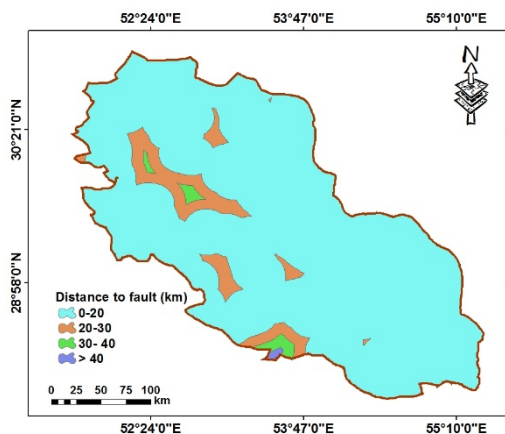 52°24'0"E 53°47'0"E 55°10'0"E
N
30°21'0"N
28°58'0"N
Distance to fault (km)
0-20
20-30
30- 40
> 40
0 25 50 75 100
km
52°24'0"E 53°47'0"E 55°10'0"E